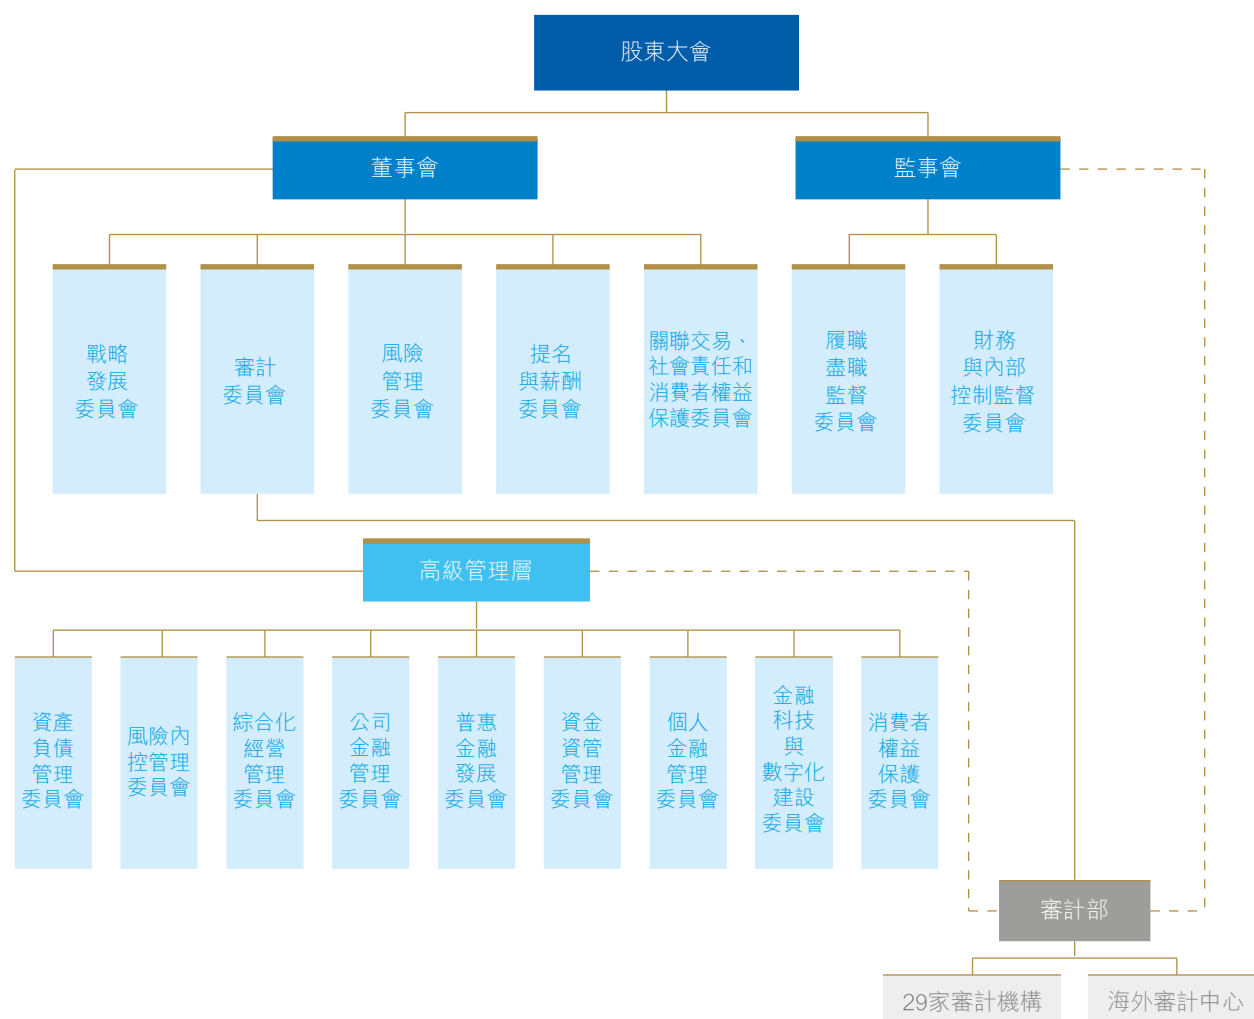 股東大會
董事會
監事會
戰略
發展
委員會
審計
委員會
風險
管理
委員會
提名
與薪酬
委員會
關聯交易、
社會責任和
消費者權益
保護委員會
履職
盡職
監督
委員會
財務
與內部
控制監督
委員會
高級管理層
資產
負債
管理
委員會
風險內
控管理
委員會
綜合化
經營
管理
委員會
公司
金融
管理
委員會
普惠
金融
發展
委員會
資金
資管
管理
委員會
個人
金融
管理
委員會
金融
科技
與
數字化
建設
委員會
消費者
權益
保護
委員會
審計部
29家審計機構
海外審計中心